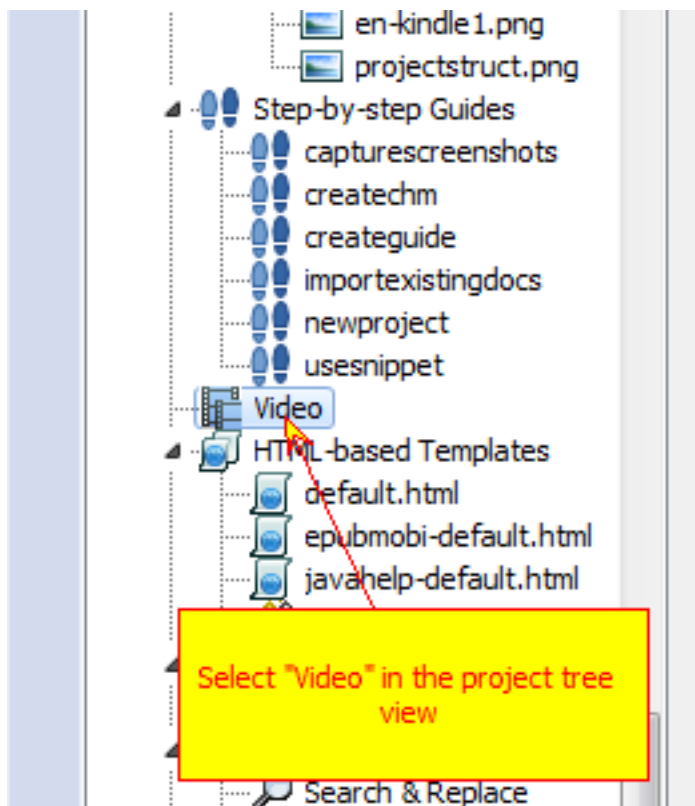 en-kindle1.png
projectstruct.png
Step-by-step Guides
capturescreenshots
createchm
createguide
importexistingdocs
newproject
usesnippet
Video
HTML-based Templates
default.html
epubmobi-default.html
javahelp-default.html
Select "Video" in the project tree
view
Search & Replace